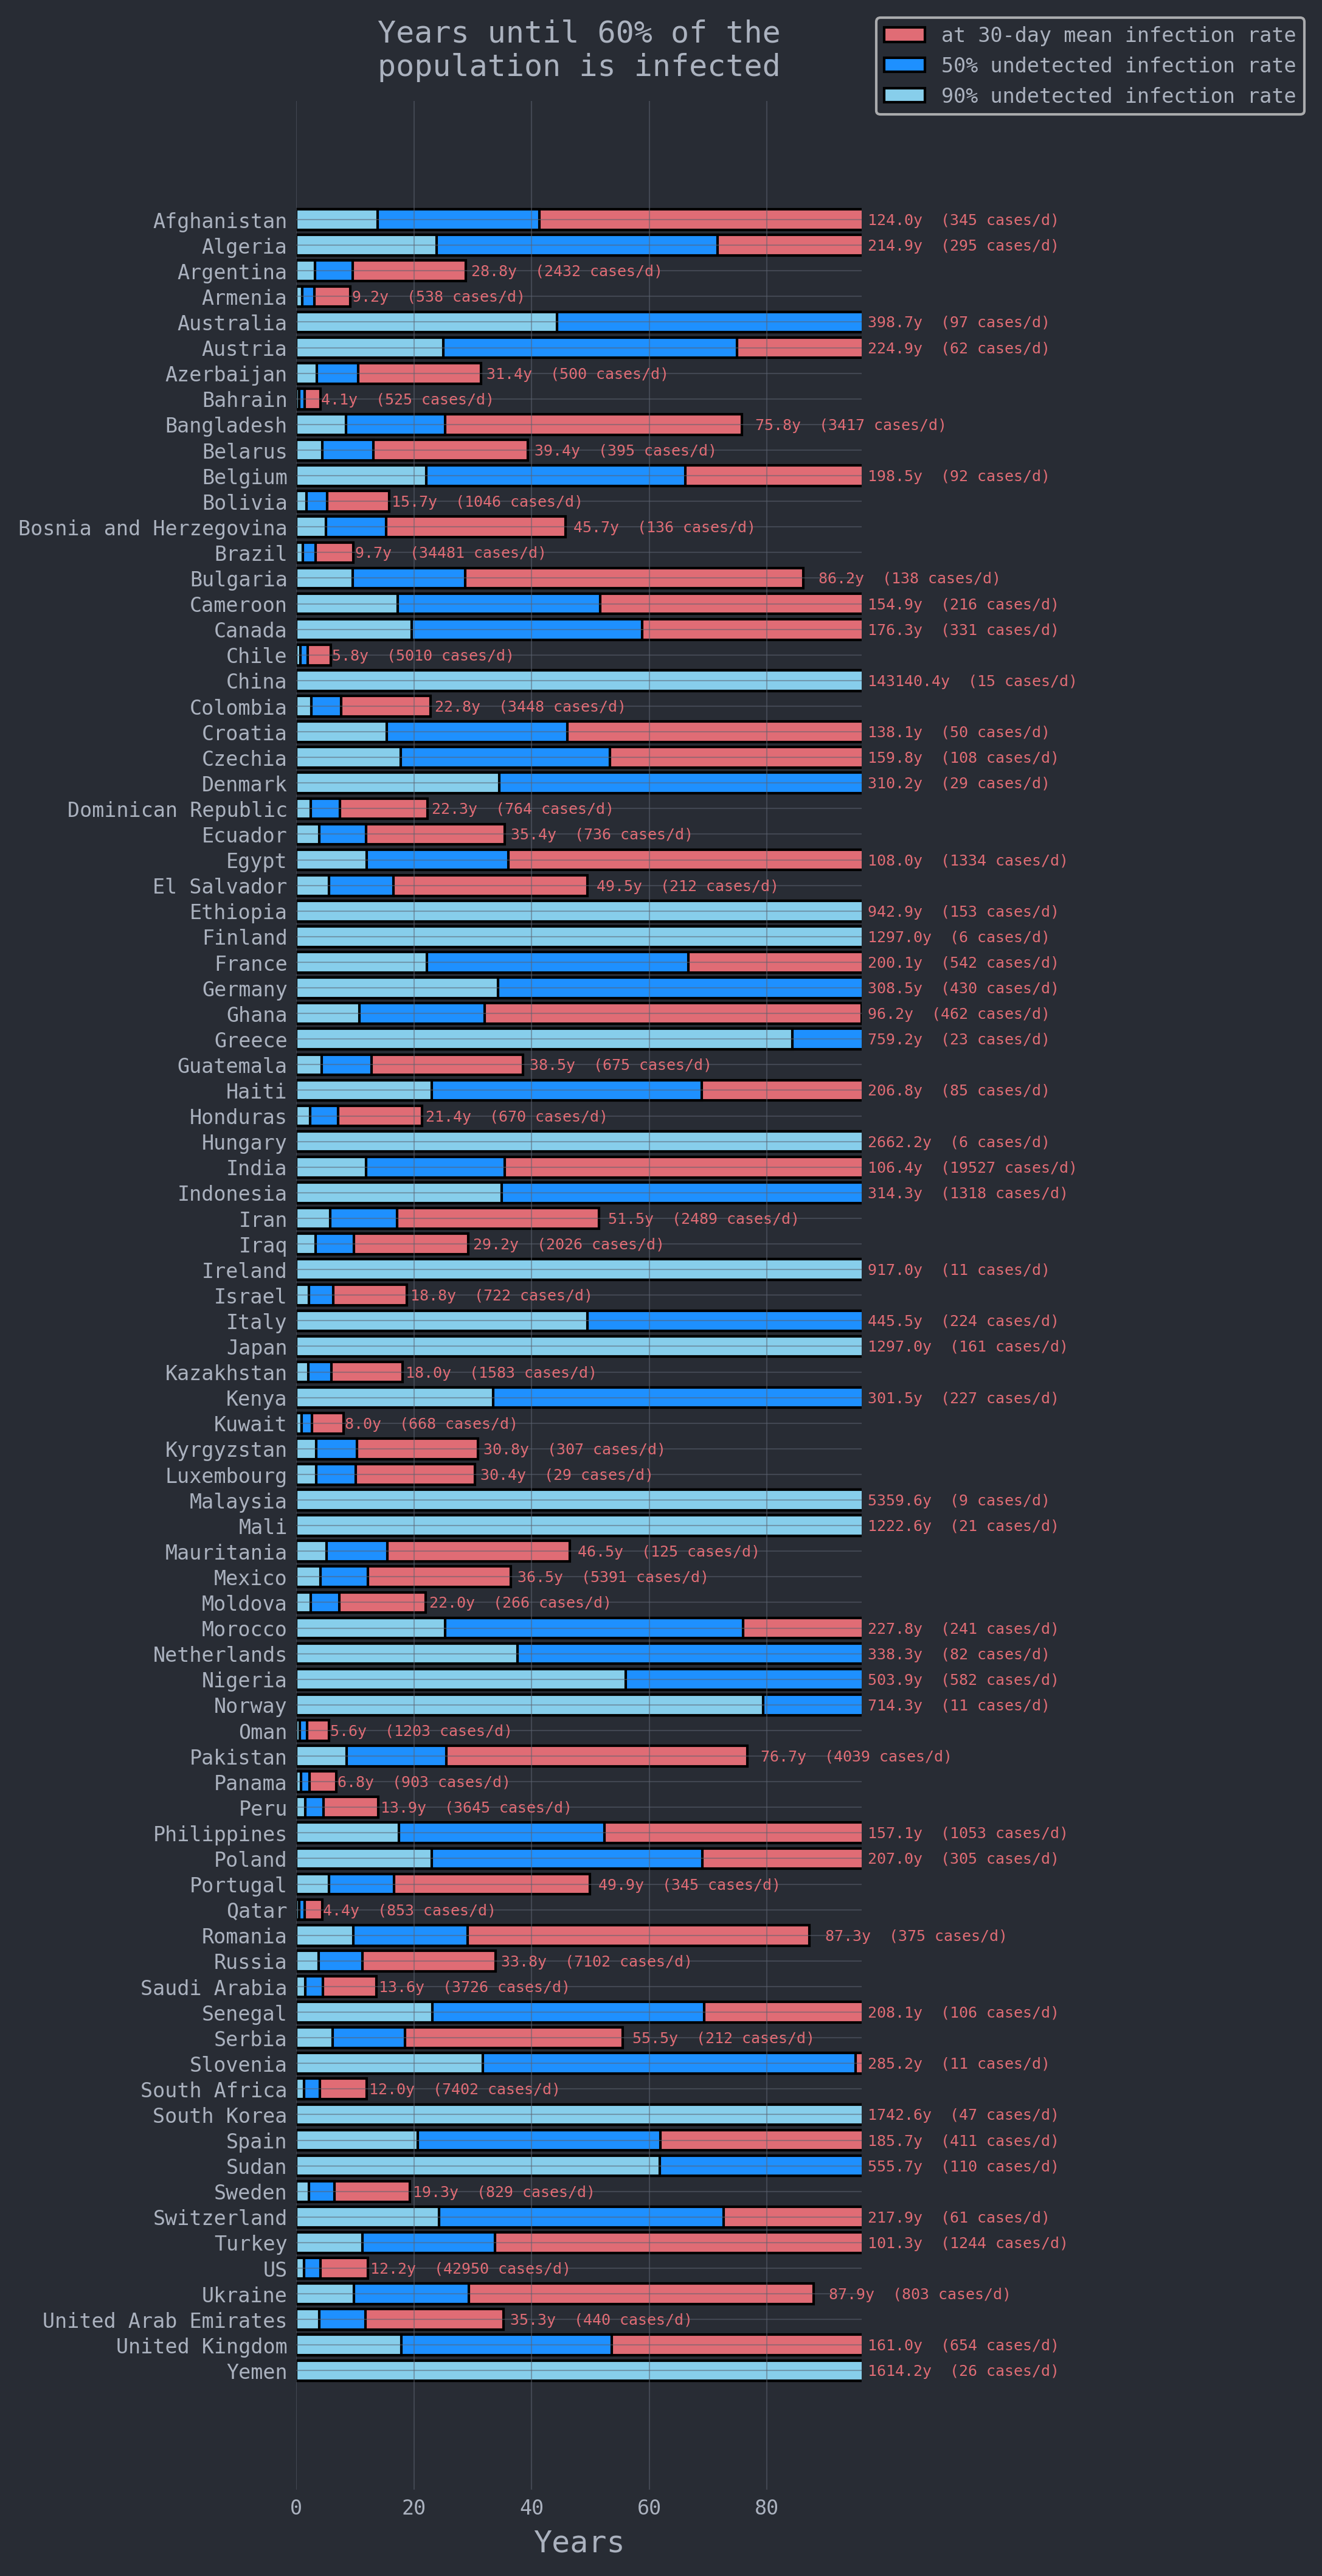 Years until 60% of the
population is infected
at 30-day mean infection rate
50% undetected infection rate
90% undetected infection rate
Afghanistan 124.0y (345 cases/d)
Algeria 214.9y (295 cases/d)
Argentina 28.8y (2432 cases/d)
Armenia 9.2y (538 cases/d)
Australia 398.7y (97 cases/d)
Austria 224.9y (62 cases/d)
Azerbaijan 31.4y (500 cases/d)
Bahrain 4.1y (525 cases/d)
Bangladesh 75.8y (3417 cases/d)
Belarus 39.4y (395 cases/d)
Belgium 198.5y (92 cases/d)
Bolivia 15.7y (1046 cases/d)
Bosnia and Herzegovina 45.7y (136 cases/d)
Brazil 9.7y (34481 cases/d)
Bulgaria 86.2y (138 cases/d)
Cameroon 154.9y (216 cases/d)
Canada 176.3y (331 cases/d)
Chile 5.8y (5010 cases/d)
China 143140.4y (15 cases/d)
Colombia 22.8y (3448 cases/d)
Croatia 138.1y (50 cases/d)
Czechia 159.8y (108 cases/d)
Denmark 310.2y (29 cases/d)
Dominican Republic 22.3y (764 cases/d)
Ecuador 35.4y (736 cases/d)
Egypt 108.0y (1334 cases/d)
El Salvador 49.5y (212 cases/d)
Ethiopia 942.9y (153 cases/d)
Finland 1297.0y (6 cases/d)
France 200.1y (542 cases/d)
Germany 308.5y (430 cases/d)
Ghana 96.2y (462 cases/d)
Greece 759.2y (23 cases/d)
Guatemala 38.5y (675 cases/d)
Haiti 206.8y (85 cases/d)
Honduras 21.4y (670 cases/d)
Hungary 2662.2y (6 cases/d)
India 106.4y (19527 cases/d)
Indonesia 314.3y (1318 cases/d)
Iran 51.5y (2489 cases/d)
Iraq 29.2y (2026 cases/d)
Ireland 917.0y (11 cases/d)
Israel 18.8y (722 cases/d)
Italy 445.5y (224 cases/d)
Japan 1297.0y (161 cases/d)
Kazakhstan 18.0y (1583 cases/d)
Kenya 301.5y (227 cases/d)
Kuwait 8.0y (668 cases/d)
Kyrgyzstan 30.8y (307 cases/d)
Luxembourg 30.4y (29 cases/d)
Malaysia 5359.6y (9 cases/d)
Mali 1222.6y (21 cases/d)
Mauritania 46.5y (125 cases/d)
Mexico 36.5y (5391 cases/d)
Moldova 22.0y (266 cases/d)
Morocco 227.8y (241 cases/d)
Netherlands 338.3y (82 cases/d)
Nigeria 503.9y (582 cases/d)
Norway 714.3y (11 cases/d)
Oman 5.6y (1203 cases/d)
Pakistan 76.7y (4039 cases/d)
Panama 6.8y (903 cases/d)
Peru 13.9y (3645 cases/d)
Philippines 157.1y (1053 cases/d)
Poland 207.0y (305 cases/d)
Portugal 49.9y (345 cases/d)
Qatar 4.4y (853 cases/d)
Romania 87.3y (375 cases/d)
Russia 33.8y (7102 cases/d)
Saudi Arabia 13.6y (3726 cases/d)
Senegal 208.1y (106 cases/d)
Serbia 55.5y (212 cases/d)
Slovenia 285.2y (11 cases/d)
South Africa 12.0y (7402 cases/d)
South Korea 1742.6y (47 cases/d)
Spain 185.7y (411 cases/d)
Sudan 555.7y (110 cases/d)
Sweden 19.3y (829 cases/d)
Switzerland 217.9y (61 cases/d)
Turkey 101.3y (1244 cases/d)
US 12.2y (42950 cases/d)
Ukraine 87.9y (803 cases/d)
United Arab Emirates 35.3y (440 cases/d)
United Kingdom 161.0y (654 cases/d)
Yemen 1614.2y (26 cases/d)
0 20 40 60 80
Years